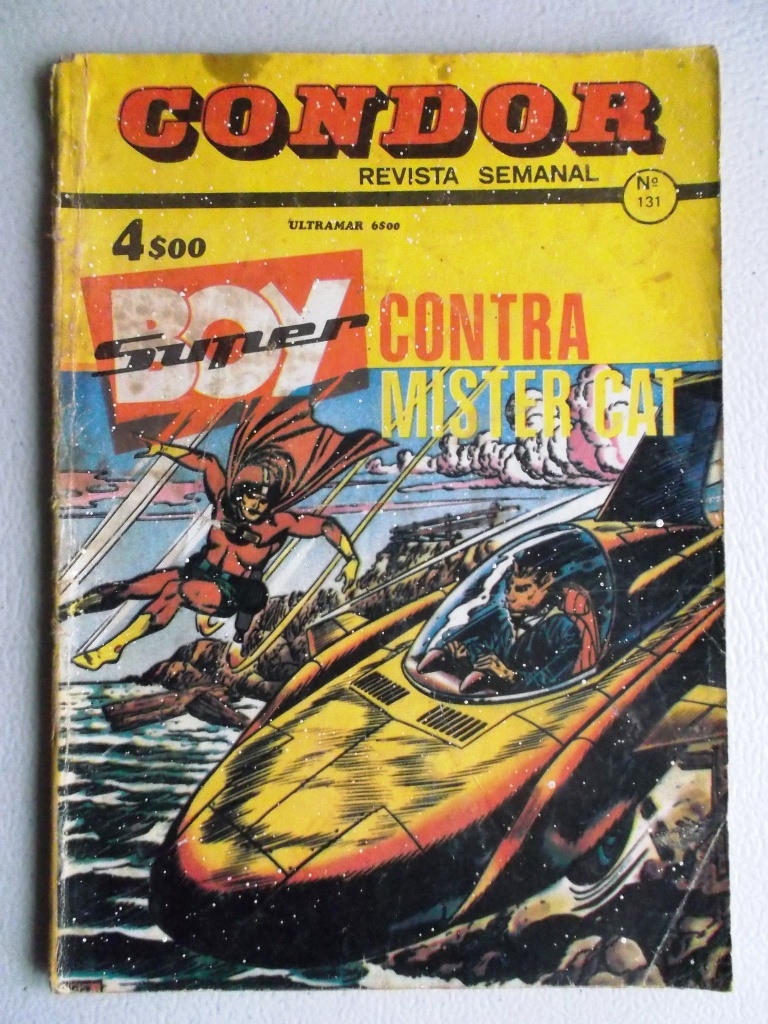 CONDOR
REVISTA SEMANAL
Nº
131
4$00
ULTRAMAR 6$00
Super
BOY
CONTRA
MISTER CAT